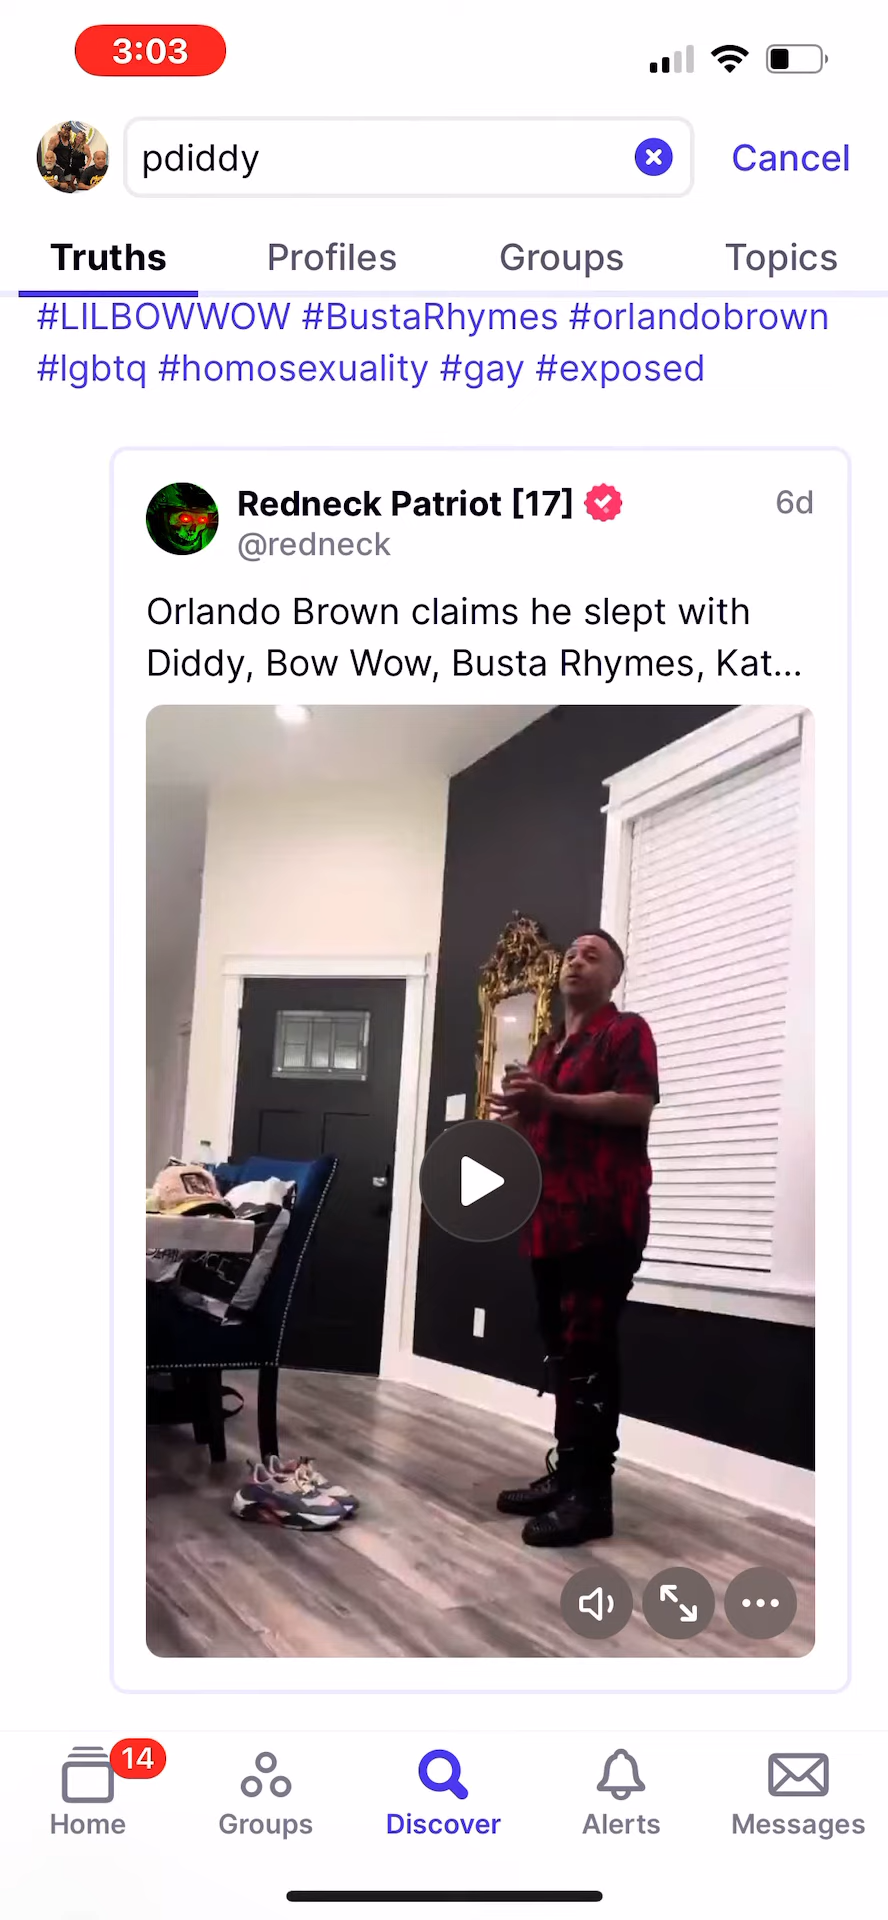 3:03
pdiddy
Cancel
Truths
Profiles
Groups
Topics
#LILBOWWOW #BustaRhymes #orlandobrown
#lgbtq #homosexuality #gay #exposed
Redneck Patriot [17]
6d
@redneck
Orlando Brown claims he slept with
Diddy, Bow Wow, Busta Rhymes, Kat...
14
Home
Groups
Discover
Alerts
Messages